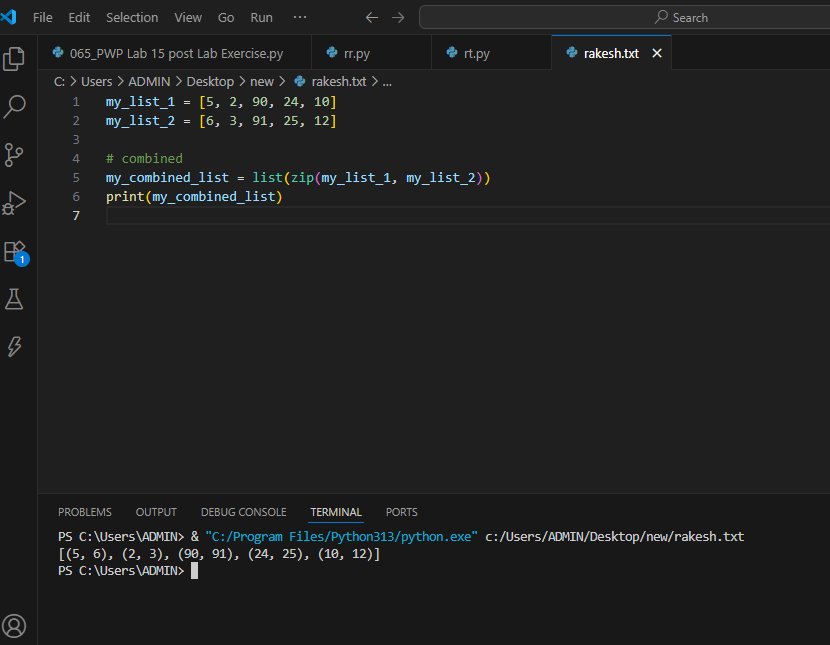 File Edit Selection View Go Run ··· ← → Search
065_PWP Lab 15 post Lab Exercise.py rr.py rt.py rakesh.txt ×
C: > Users > ADMIN > Desktop > new > rakesh.txt > ...
1 my_list_1 = [5, 2, 90, 24, 10]
2 my_list_2 = [6, 3, 91, 25, 12]
3
4 # combined
5 my_combined_list = list(zip(my_list_1, my_list_2))
6 print(my_combined_list)
7
1
PROBLEMS OUTPUT DEBUG CONSOLE TERMINAL PORTS
PS C:\Users\ADMIN> & "C:/Program Files/Python313/python.exe" c:/Users/ADMIN/Desktop/new/rakesh.txt
[(5, 6), (2, 3), (90, 91), (24, 25), (10, 12)]
PS C:\Users\ADMIN>